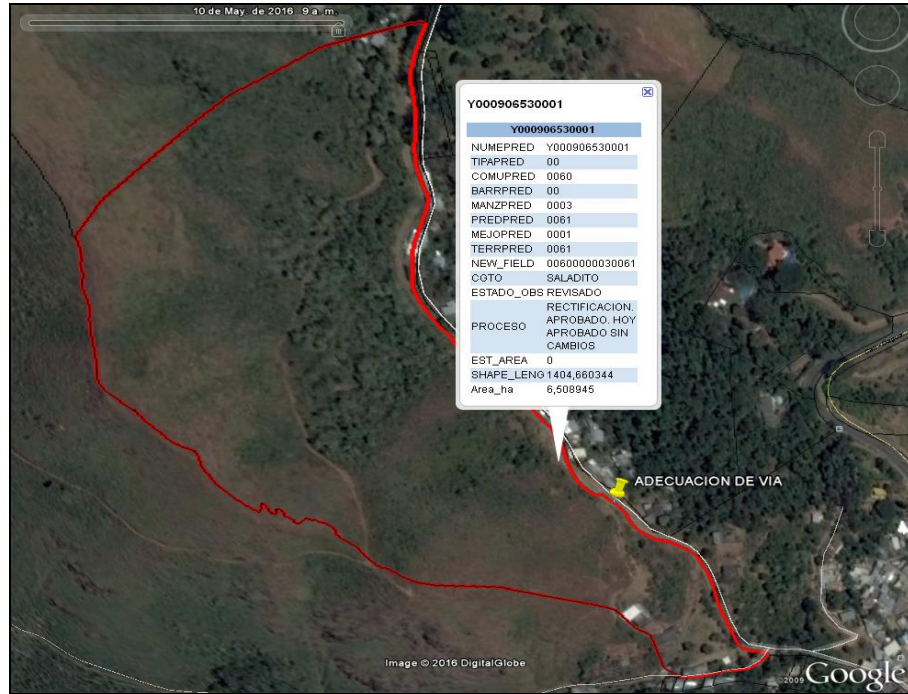 10 de May. de 2016 9 a. m.
Y000906530001
Y000906530001
NUMEPRED Y000906530001
TIPAPRED 00
COMUPRED 0060
BARRPRED 00
MANZPRED 0003
PREDPRED 0061
MEJOPRED 0001
TERRPRED 0061
NEW_FIELD 00600000030061
CGTO SALADITO
ESTADO_OBS REVISADO
PROCESO RECTIFICACION.
APROBADO. HOY
APROBADO SIN
CAMBIOS
EST_AREA 0
SHAPE_LENG 1404,660344
Area_ha 6,508945
ADECUACION DE VIA
Image © 2016 DigitalGlobe
©2009 Google